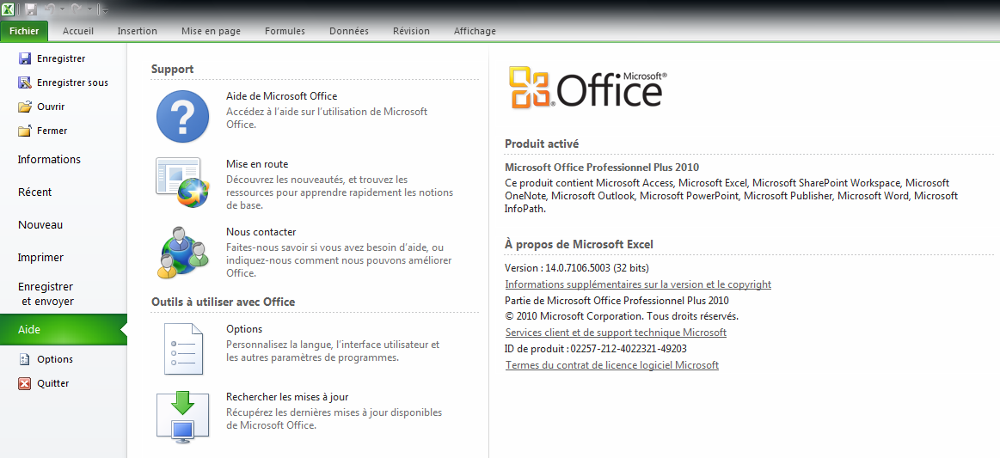 Fichier
Accueil
Insertion
Mise en page
Formules
Données
Révision
Affichage
Enregistrer
Enregistrer sous
Ouvrir
Fermer
Informations
Récent
Nouveau
Imprimer
Enregistrer
et envoyer
Aide
Options
Quitter
Support
Aide de Microsoft Office
Accédez à l'aide sur l'utilisation de Microsoft
Office.
Mise en route
Découvrez les nouveautés, et trouvez les
ressources pour apprendre rapidement les notions
de base.
Nous contacter
Faites-nous savoir si vous avez besoin d'aide, ou
indiquez-nous comment nous pouvons améliorer
Office.
Outils à utiliser avec Office
Options
Personnalisez la langue, l'interface utilisateur et
les autres paramètres de programmes.
Rechercher les mises à jour
Récupérez les dernières mises à jour disponibles
de Microsoft Office.
Microsoft®
Office
Produit activé
Microsoft Office Professionnel Plus 2010
Ce produit contient Microsoft Access, Microsoft Excel, Microsoft SharePoint Workspace, Microsoft
OneNote, Microsoft Outlook, Microsoft PowerPoint, Microsoft Publisher, Microsoft Word, Microsoft
InfoPath.
À propos de Microsoft Excel
Version : 14.0.7106.5003 (32 bits)
Informations supplémentaires sur la version et le copyright
Partie de Microsoft Office Professionnel Plus 2010
© 2010 Microsoft Corporation. Tous droits réservés.
Services client et de support technique Microsoft
ID de produit : 02257-212-4022321-49203
Termes du contrat de licence logiciel Microsoft